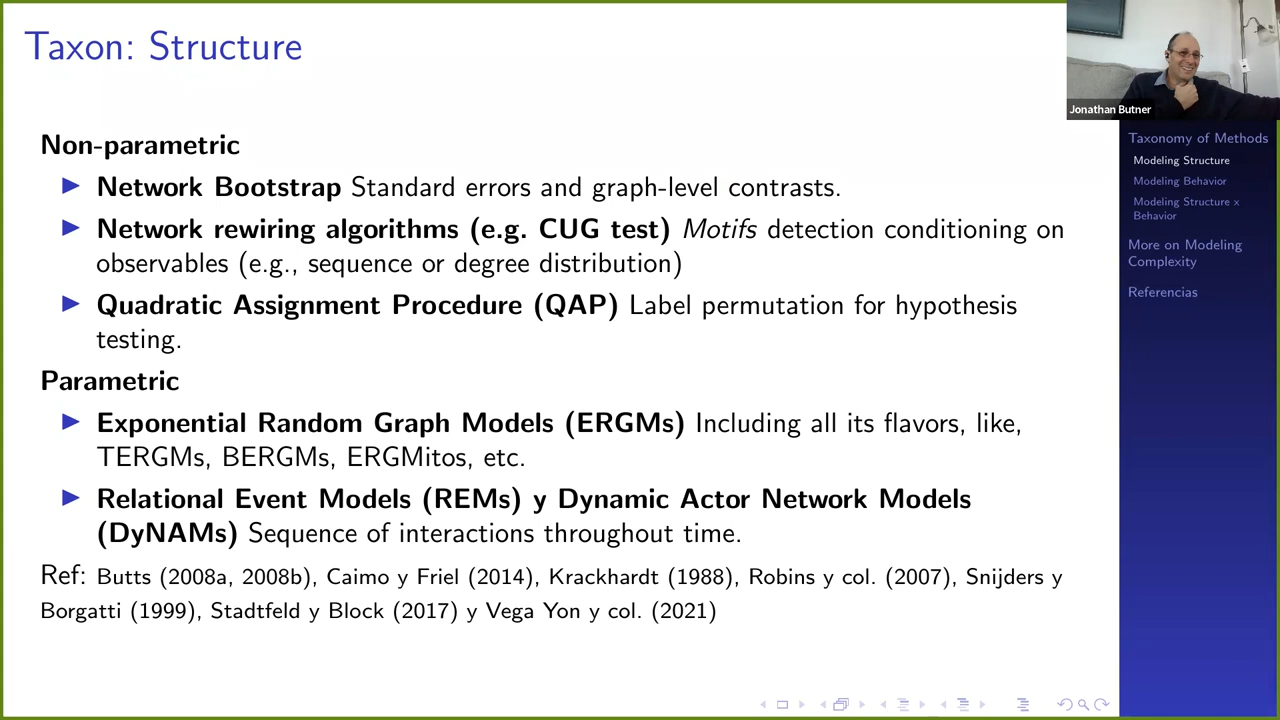 Taxon: Structure
Non-parametric
Network Bootstrap Standard errors and graph-level contrasts.
Network rewiring algorithms (e.g. CUG test) Motifs detection conditioning on
observables (e.g., sequence or degree distribution)
Quadratic Assignment Procedure (QAP) Label permutation for hypothesis
testing.
Parametric
Exponential Random Graph Models (ERGMs) Including all its flavors, like,
TERGMs, BERGMs, ERGMitos, etc.
Relational Event Models (REMs) y Dynamic Actor Network Models
(DyNAMs) Sequence of interactions throughout time.
Ref: Butts (2008a, 2008b), Caimo y Friel (2014), Krackhardt (1988), Robins y col. (2007), Snijders y
Borgatti (1999), Stadtfeld y Block (2017) y Vega Yon y col. (2021)
Jonathan Butner
Taxonomy of Methods
Modeling Structure
Modeling Behavior
Modeling Structure x
Behavior
More on Modeling
Complexity
Referencias